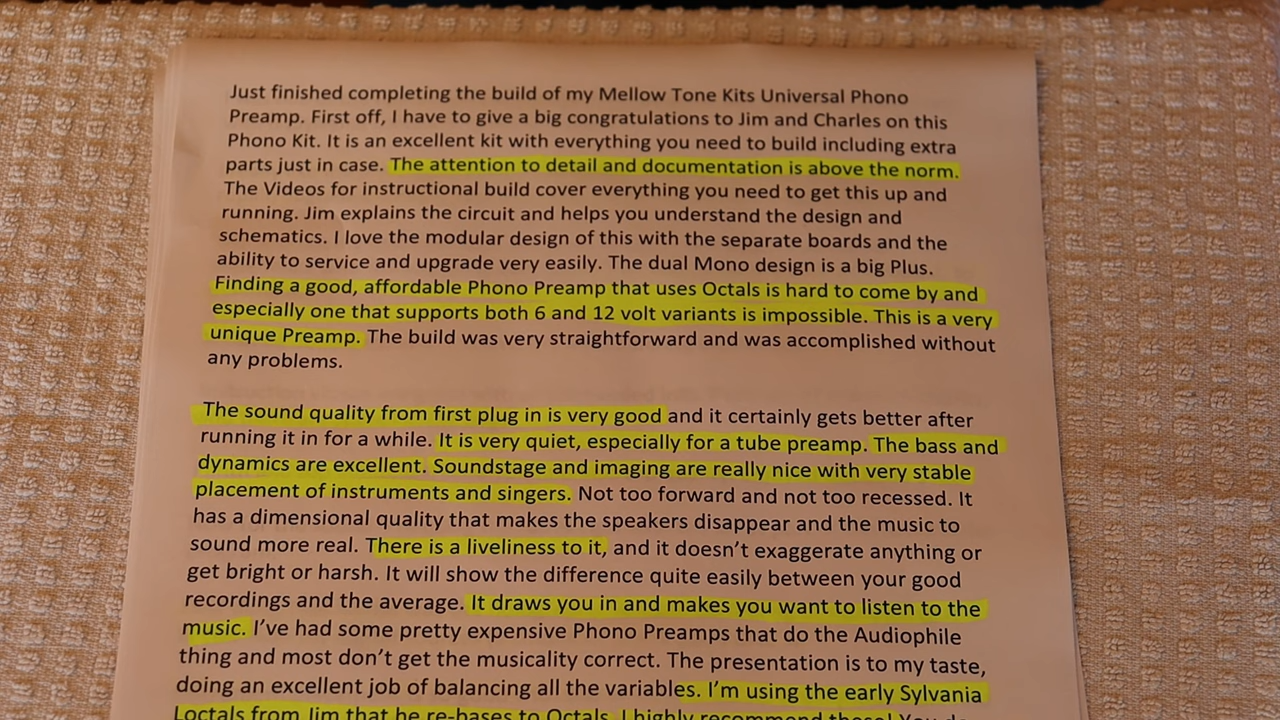 Just finished completing the build of my Mellow Tone Kits Universal Phono
Preamp. First off, I have to give a big congratulations to Jim and Charles on this
Phono Kit. It is an excellent kit with everything you need to build including extra
parts just in case. The attention to detail and documentation is above the norm.
The Videos for instructional build cover everything you need to get this up and
running. Jim explains the circuit and helps you understand the design and
schematics. I love the modular design of this with the separate boards and the
ability to service and upgrade very easily. The dual Mono design is a big Plus.
Finding a good, affordable Phono Preamp that uses Octals is hard to come by and
especially one that supports both 6 and 12 volt variants is impossible. This is a very
unique Preamp. The build was very straightforward and was accomplished without
any problems.
The sound quality from first plug in is very good and it certainly gets better after
running it in for a while. It is very quiet, especially for a tube preamp. The bass and
dynamics are excellent. Soundstage and imaging are really nice with very stable
placement of instruments and singers. Not too forward and not too recessed. It
has a dimensional quality that makes the speakers disappear and the music to
sound more real. There is a liveliness to it, and it doesn't exaggerate anything or
get bright or harsh. It will show the difference quite easily between your good
recordings and the average. It draws you in and makes you want to listen to the
music. I've had some pretty expensive Phono Preamps that do the Audiophile
thing and most don't get the musicality correct. The presentation is to my taste,
doing an excellent job of balancing all the variables. I'm using the early Sylvania
Loctals from Jim that he re-bases to Octals. I highly recommend these! You do